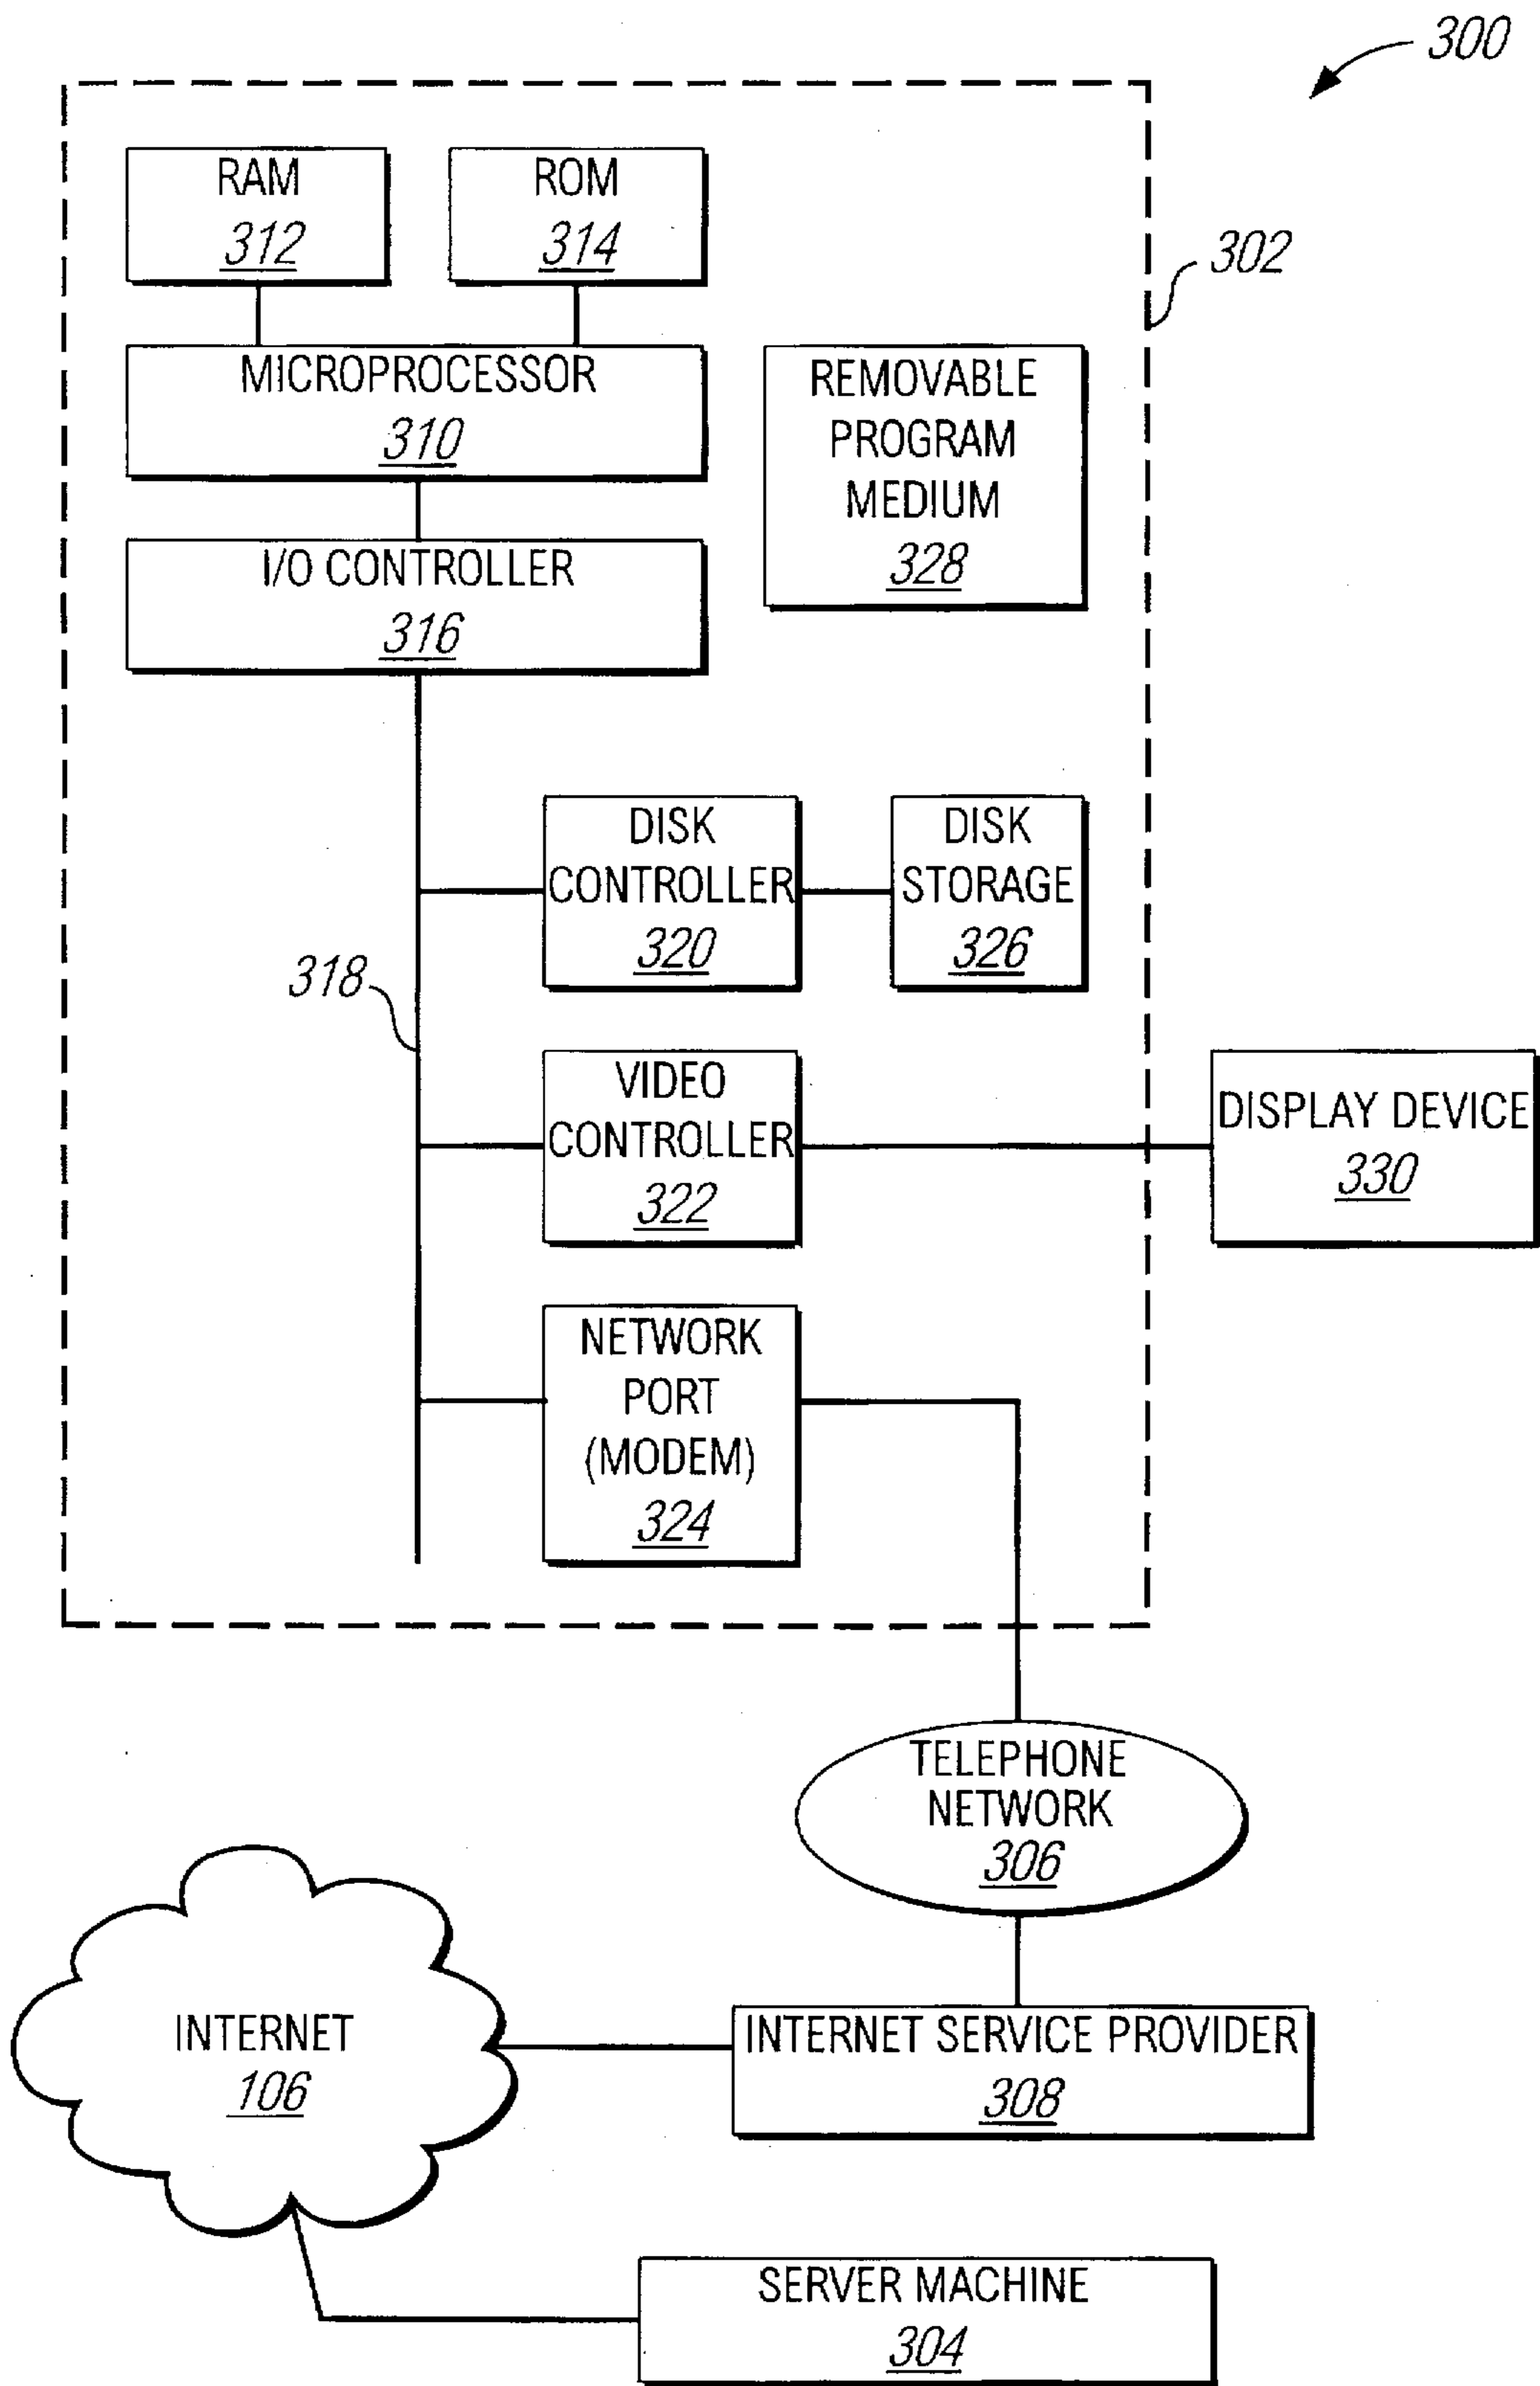 300
RAM
312
ROM
314
302
MICROPROCESSOR
310
REMOVABLE
PROGRAM
MEDIUM
328
I/O CONTROLLER
316
DISK
CONTROLLER
320
DISK
STORAGE
326
318
VIDEO
CONTROLLER
322
DISPLAY DEVICE
330
NETWORK
PORT
(MODEM)
324
TELEPHONE
NETWORK
306
INTERNET
106
INTERNET SERVICE PROVIDER
308
SERVER MACHINE
304